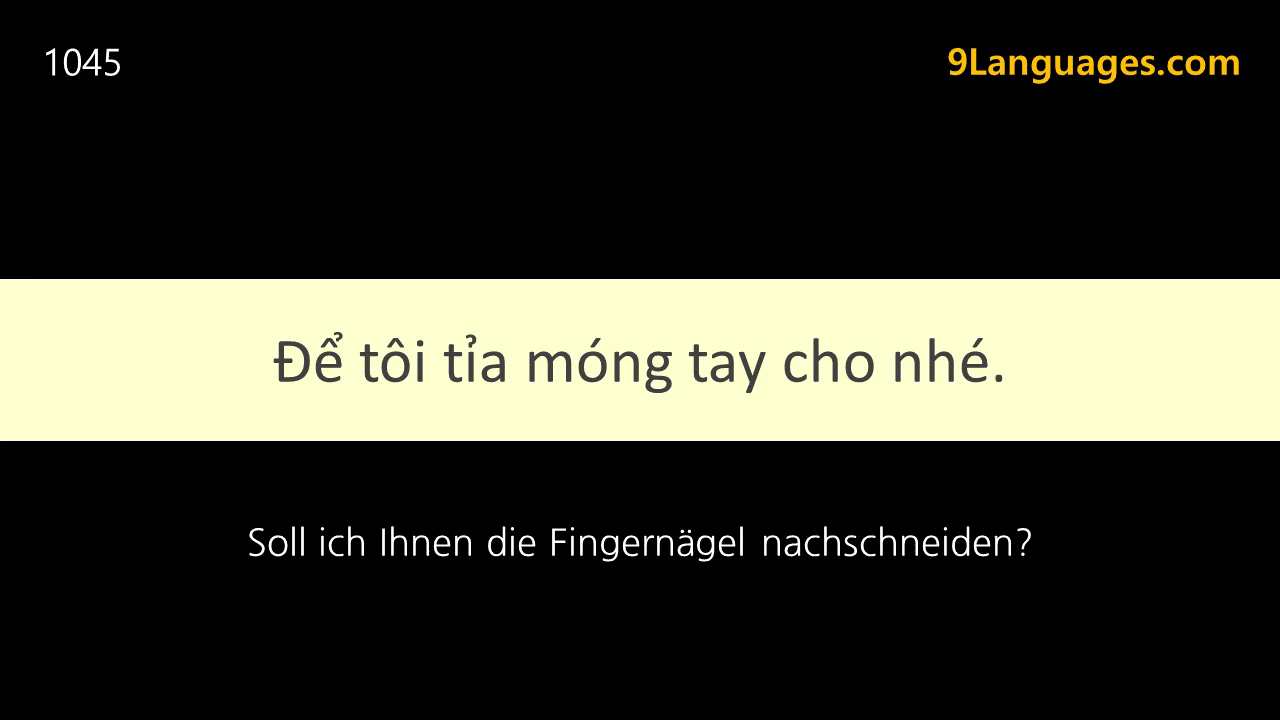 1045
9Languages.com
Để tôi tỉa móng tay cho nhé.
Soll ich Ihnen die Fingernägel nachschneiden?